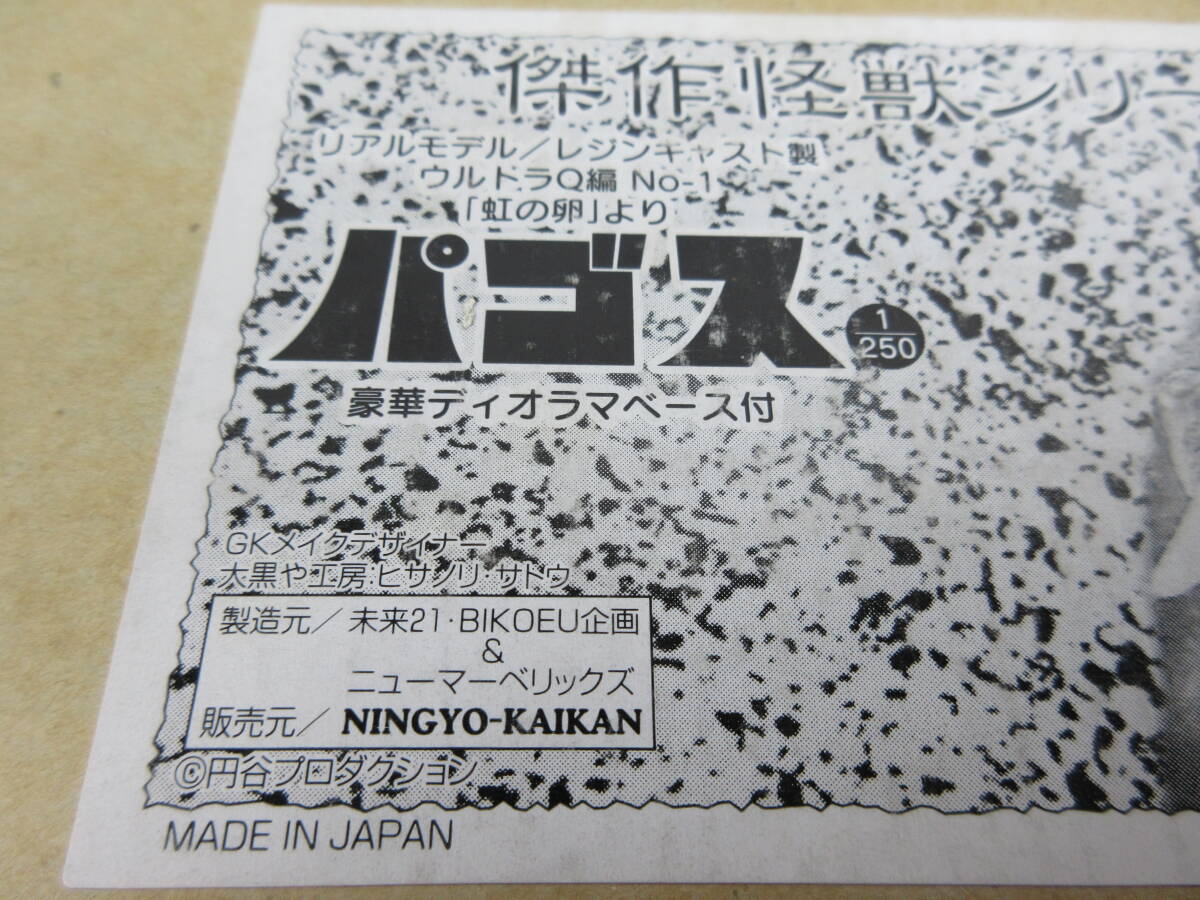 傑作怪獣シリー
リアルモデル／レジンキャスト製
ウルトラQ編 No-1
「虹の卵」より
パゴス 1/250
豪華ディオラマベース付
GKメイクデザイナー
大黒や工房 ヒサノリ・サトウ
製造元／未来21・BIKOEU企画
&
ニューマーベリックズ
販売元／NINGYO-KAIKAN
©円谷プロダクション
MADE IN JAPAN